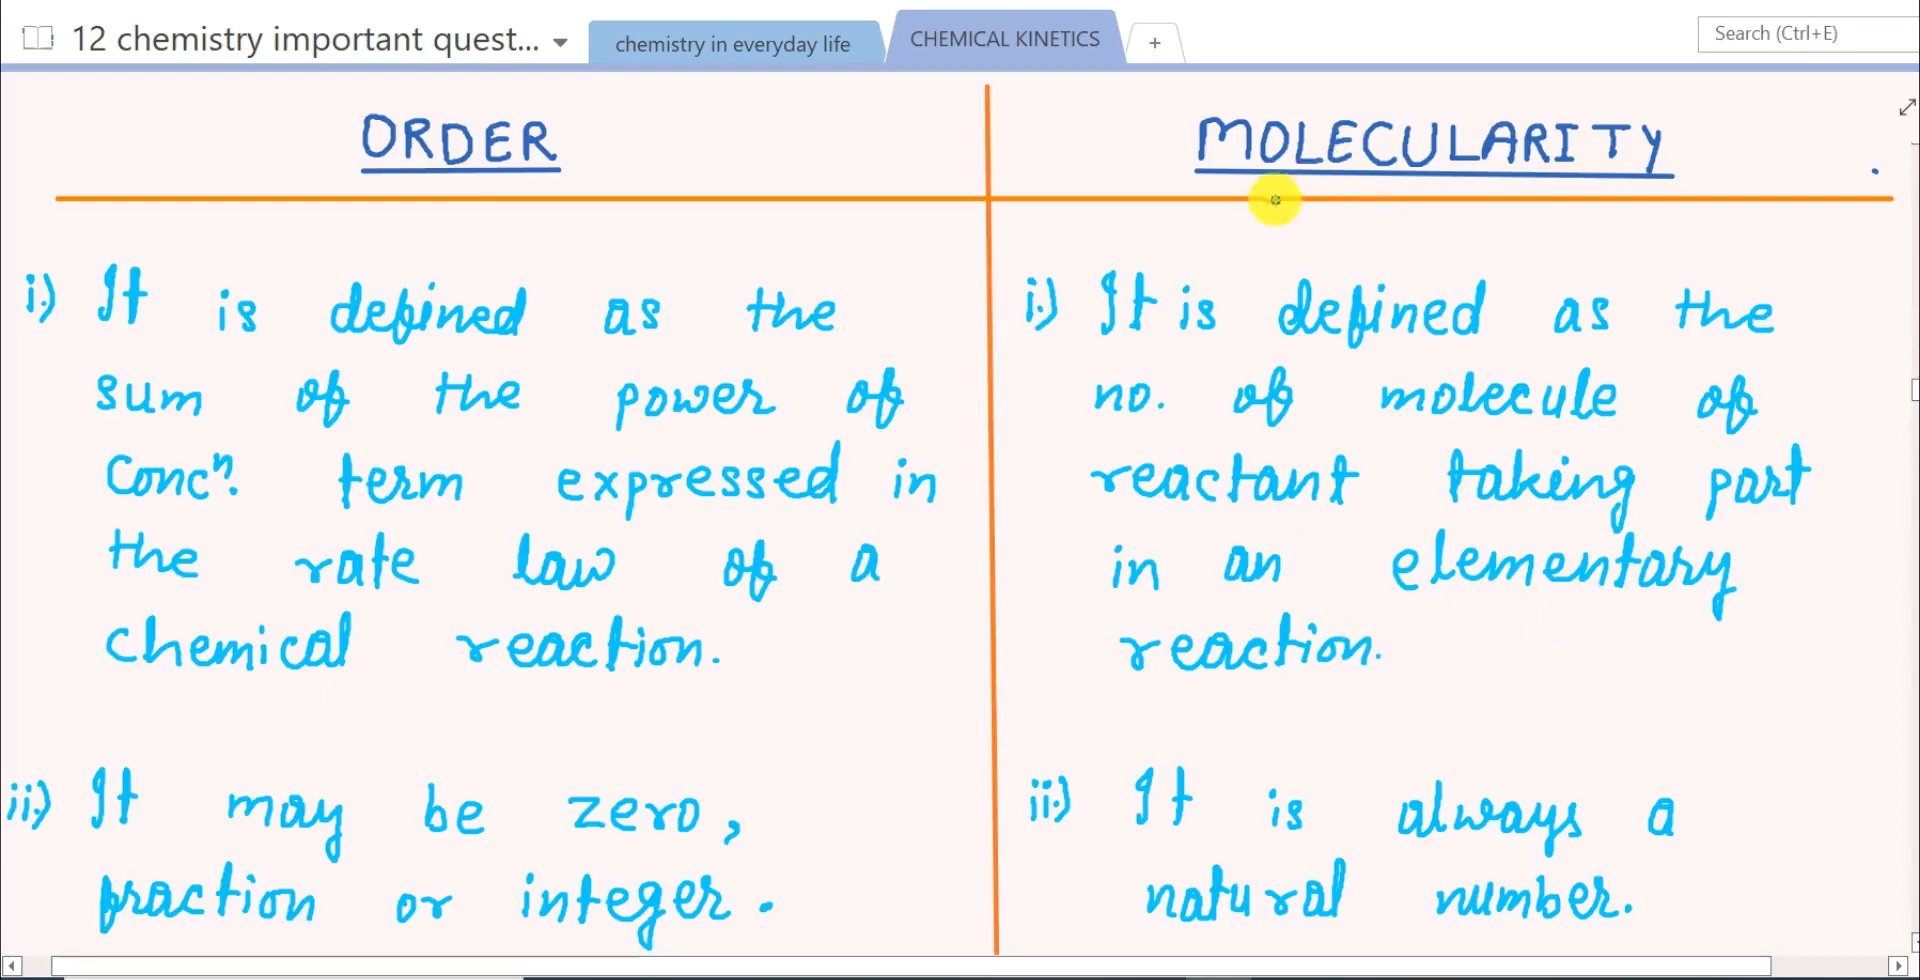 12 chemistry important quest...
chemistry in everyday life
CHEMICAL KINETICS
+
Search (Ctrl+E)
ORDER
i.) It is defined as the
sum of the power of
Concⁿ. term expressed in
the rate law of a
chemical reaction.
ii.) It may be zero,
fraction or integer.
MOLECULARITY
i.) It is defined as the
no. of molecule of
reactant taking part
in an elementary
reaction.
ii.) It is always a
natural number.